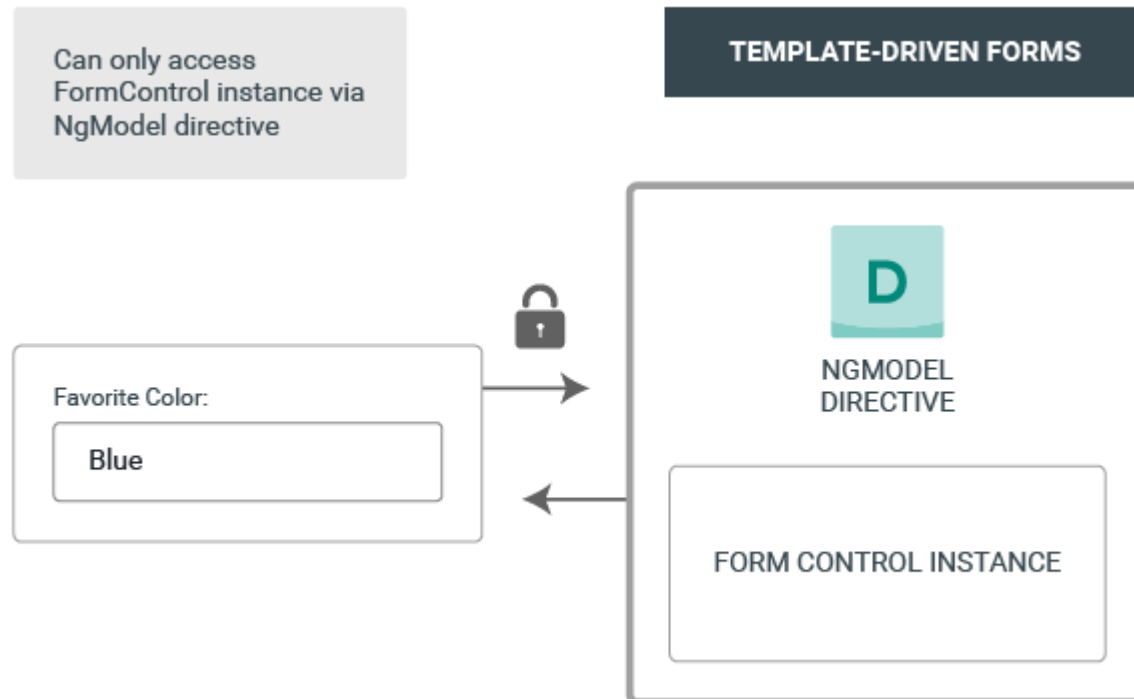 Can only access
FormControl instance via
NgModel directive
TEMPLATE-DRIVEN FORMS
D
NGMODEL
DIRECTIVE
Favorite Color:
Blue
FORM CONTROL INSTANCE